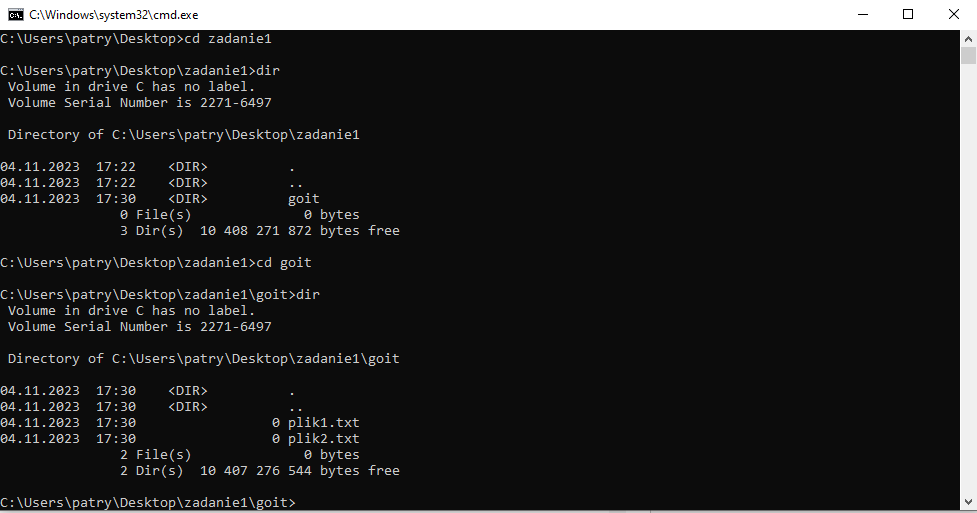 C:\Windows\system32\cmd.exe
C:\Users\patry\Desktop>cd zadanie1
C:\Users\patry\Desktop\zadanie1>dir
 Volume in drive C has no label.
 Volume Serial Number is 2271-6497
 Directory of C:\Users\patry\Desktop\zadanie1
04.11.2023  17:22    <DIR>          .
04.11.2023  17:22    <DIR>          ..
04.11.2023  17:30    <DIR>          goit
               0 File(s)              0 bytes
               3 Dir(s)  10 408 271 872 bytes free
C:\Users\patry\Desktop\zadanie1>cd goit
C:\Users\patry\Desktop\zadanie1\goit>dir
 Volume in drive C has no label.
 Volume Serial Number is 2271-6497
 Directory of C:\Users\patry\Desktop\zadanie1\goit
04.11.2023  17:30    <DIR>          .
04.11.2023  17:30    <DIR>          ..
04.11.2023  17:30                 0 plik1.txt
04.11.2023  17:30                 0 plik2.txt
               2 File(s)              0 bytes
               2 Dir(s)  10 407 276 544 bytes free
C:\Users\patry\Desktop\zadanie1\goit>